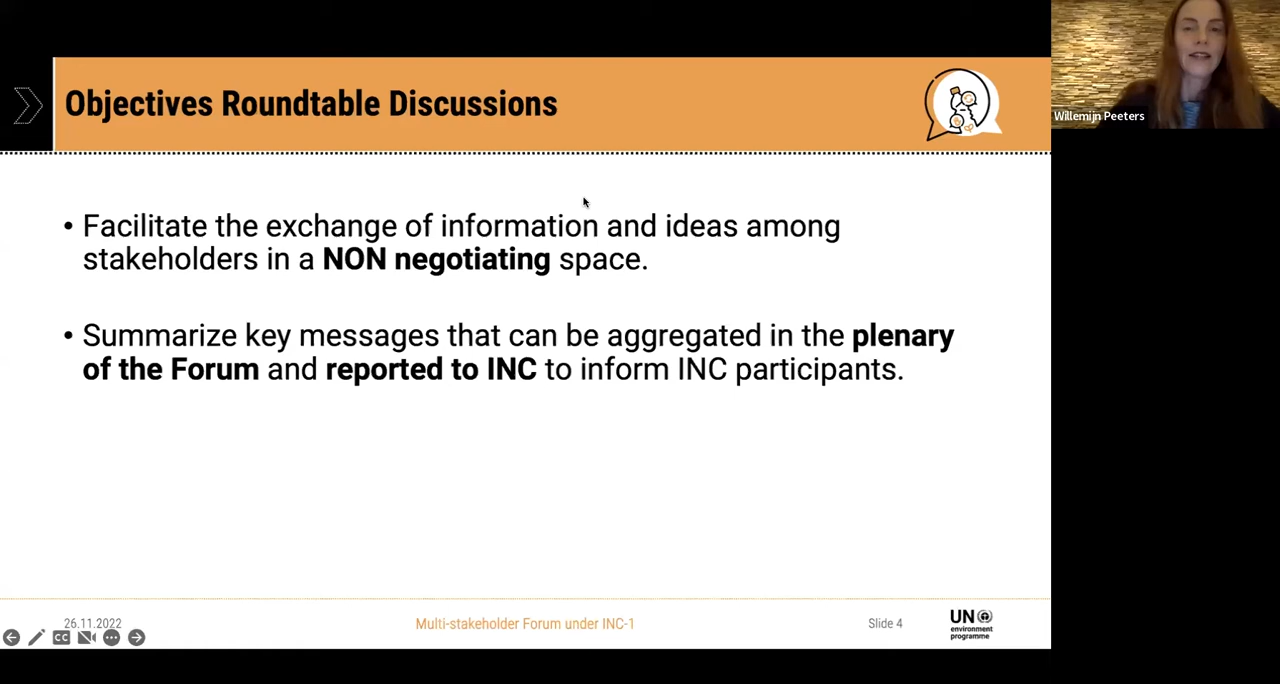 Objectives Roundtable Discussions
Willemijn Peeters
• Facilitate the exchange of information and ideas among
stakeholders in a NON negotiating space.
• Summarize key messages that can be aggregated in the plenary
of the Forum and reported to INC to inform INC participants.
26.11.2022
Multi-stakeholder Forum under INC-1
Slide 4
UN
environment
programme
CC